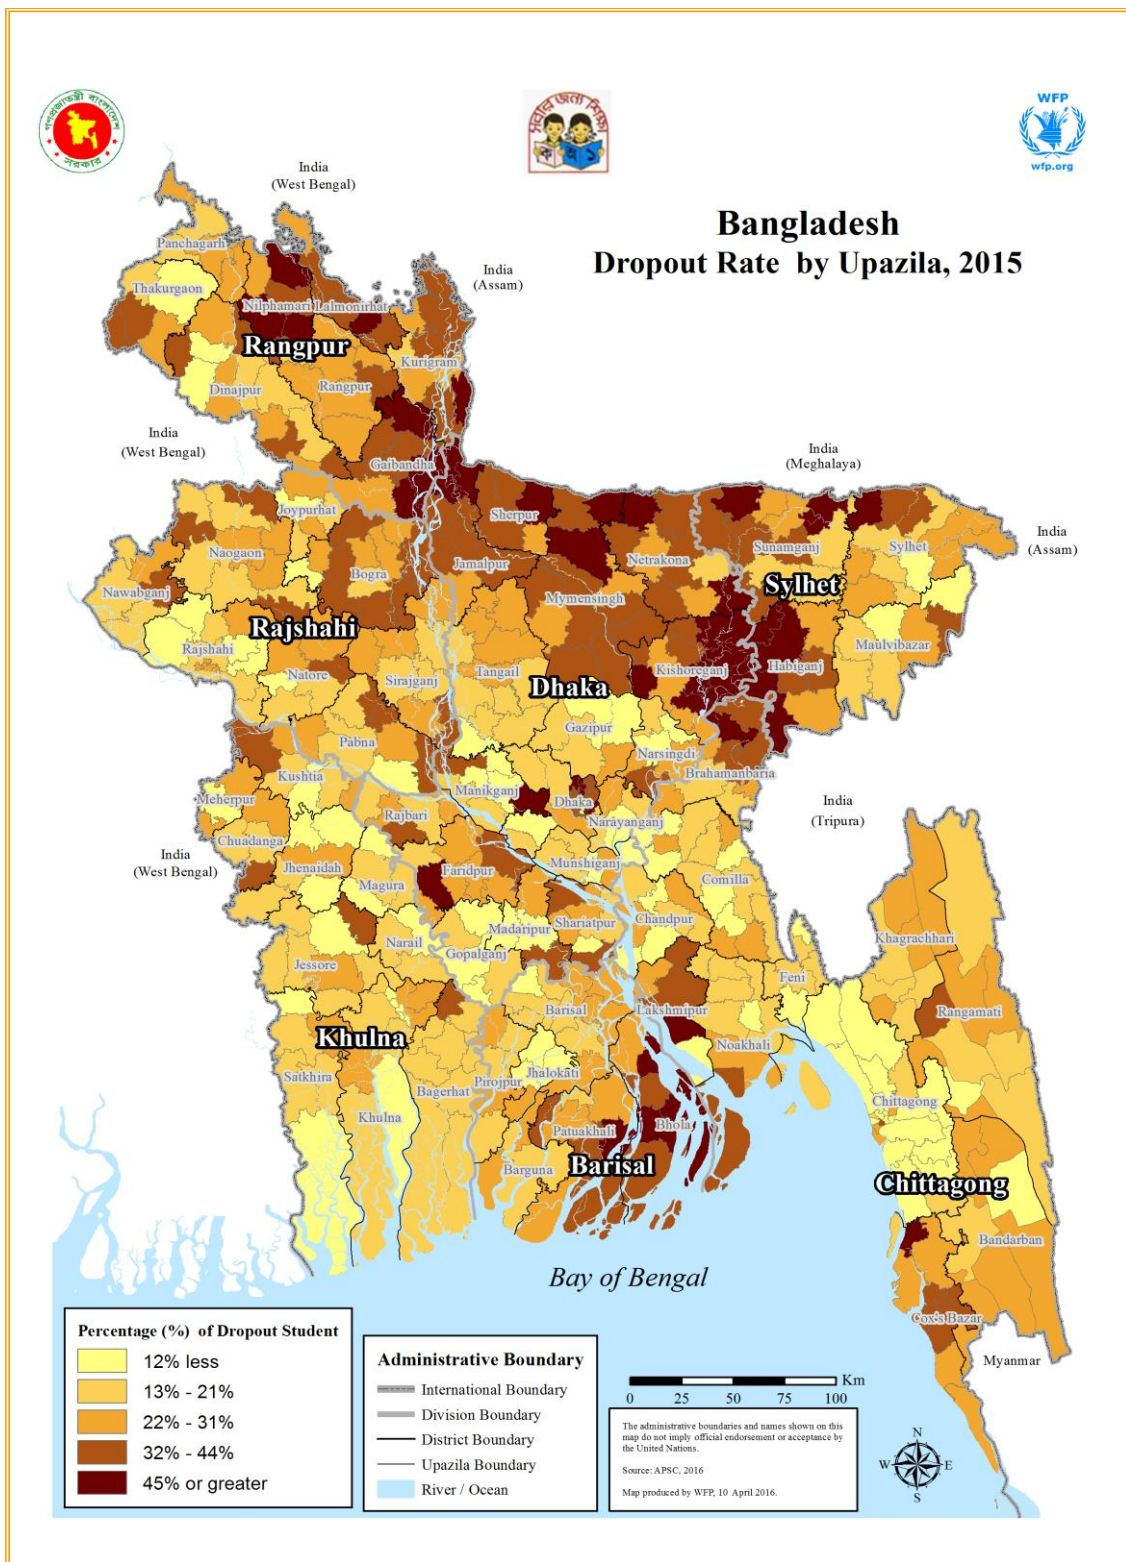 গণপ্রজাতন্ত্রী বাংলাদেশ
সরকার
সবার জন্য শিক্ষা
WFP
wfp.org
Bangladesh
Dropout Rate by Upazila, 2015
India
(West Bengal)
India
(Assam)
Panchagarh
Thakurgaon
Nilphamari
Lalmonirhat
Rangpur
Kurigram
Dinajpur
Rangpur
India
(West Bengal)
India
(Meghalaya)
Gaibandha
Sherpur
Joypurhat
India
(Assam)
Naogaon
Jamalpur
Netrakona
Sunamganj
Sylhet
Bogra
Sylhet
Nawabganj
Mymensingh
Rajshahi
Rajshahi
Maulvibazar
Natore
Sirajganj
Tangail
Kishoreganj
Habiganj
Dhaka
Gazipur
Pabna
Narsingdi
Kushtia
Brahamanbaria
Meherpur
Manikganj
Dhaka
India
(Tripura)
Rajbari
Narayanganj
Chuadanga
India
(West Bengal)
Jhenaidah
Faridpur
Munshiganj
Magura
Comilla
Madaripur
Shariatpur
Chandpur
Narail
Gopalganj
Khagrachhari
Jessore
Feni
Barisal
Lakshmipur
Rangamati
Khulna
Noakhali
Satkhira
Bagerhat
Pirojpur
Jhalokati
Khulna
Chittagong
Patuakhali
Bhola
Barguna
Barisal
Chittagong
Bandarban
Bay of Bengal
Cox's Bazar
Myanmar
Percentage (%) of Dropout Student
12% less
13% - 21%
22% - 31%
32% - 44%
45% or greater
Administrative Boundary
International Boundary
Division Boundary
District Boundary
Upazila Boundary
River / Ocean
Km
0 25 50 75 100
The administrative boundaries and names shown on this
map do not imply official endorsement or acceptance by
the United Nations.
Source: APSC, 2016
Map produced by WFP, 10 April 2016.
N
W E
S